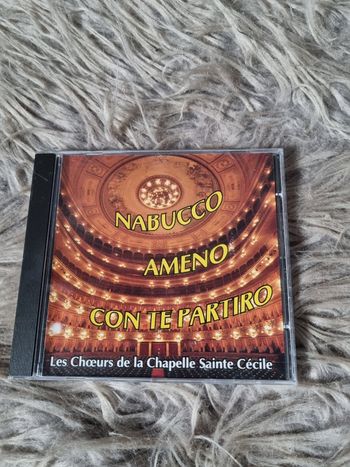 NABUCCO
AMENO
CON TE PARTIRO
Les Chœurs de la Chapelle Sainte Cécile